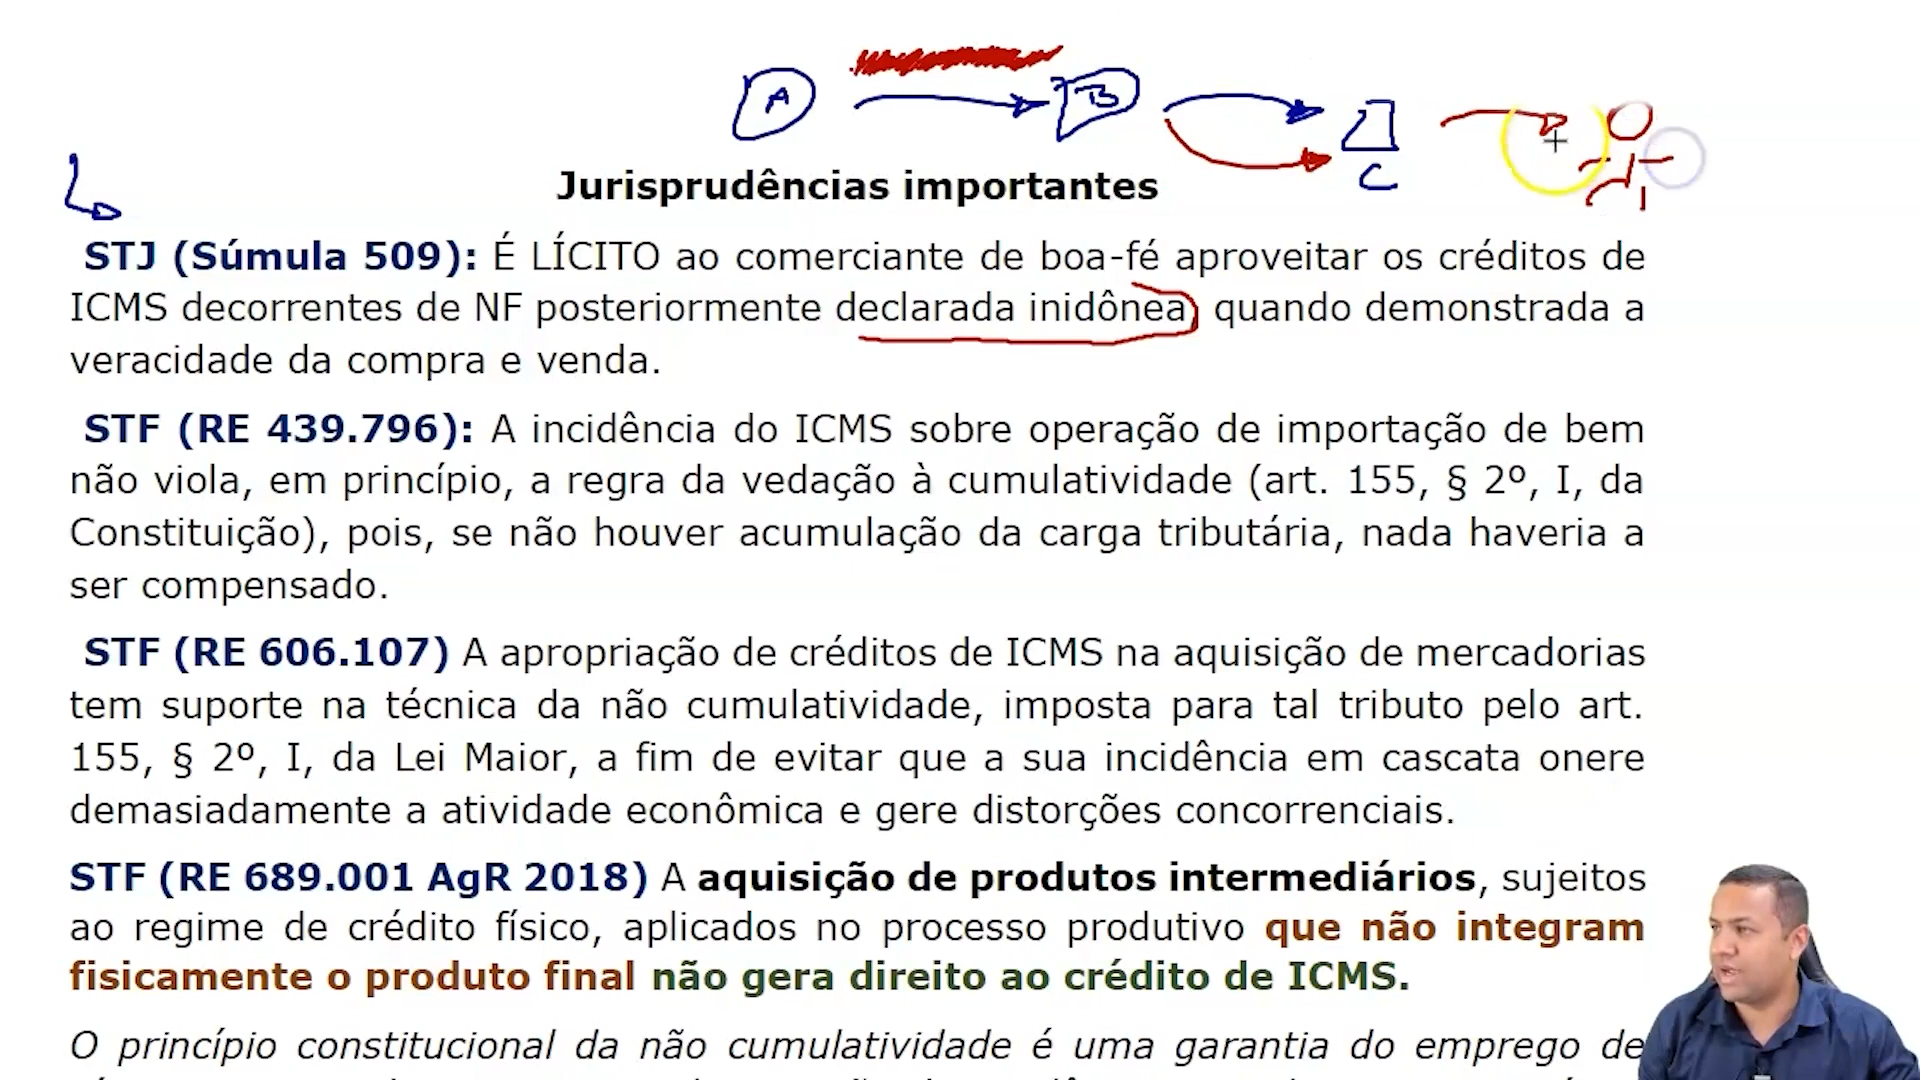 A B
C
Jurisprudências importantes
STJ (Súmula 509): É LÍCITO ao comerciante de boa-fé aproveitar os créditos de
ICMS decorrentes de NF posteriormente declarada inidônea, quando demonstrada a
veracidade da compra e venda.
STF (RE 439.796): A incidência do ICMS sobre operação de importação de bem
não viola, em princípio, a regra da vedação à cumulatividade (art. 155, § 2º, I, da
Constituição), pois, se não houver acumulação da carga tributária, nada haveria a
ser compensado.
STF (RE 606.107) A apropriação de créditos de ICMS na aquisição de mercadorias
tem suporte na técnica da não cumulatividade, imposta para tal tributo pelo art.
155, § 2º, I, da Lei Maior, a fim de evitar que a sua incidência em cascata onere
demasiadamente a atividade econômica e gere distorções concorrenciais.
STF (RE 689.001 AgR 2018) A aquisição de produtos intermediários, sujeitos
ao regime de crédito físico, aplicados no processo produtivo que não integram
fisicamente o produto final não gera direito ao crédito de ICMS.
O princípio constitucional da não cumulatividade é uma garantia do emprego de